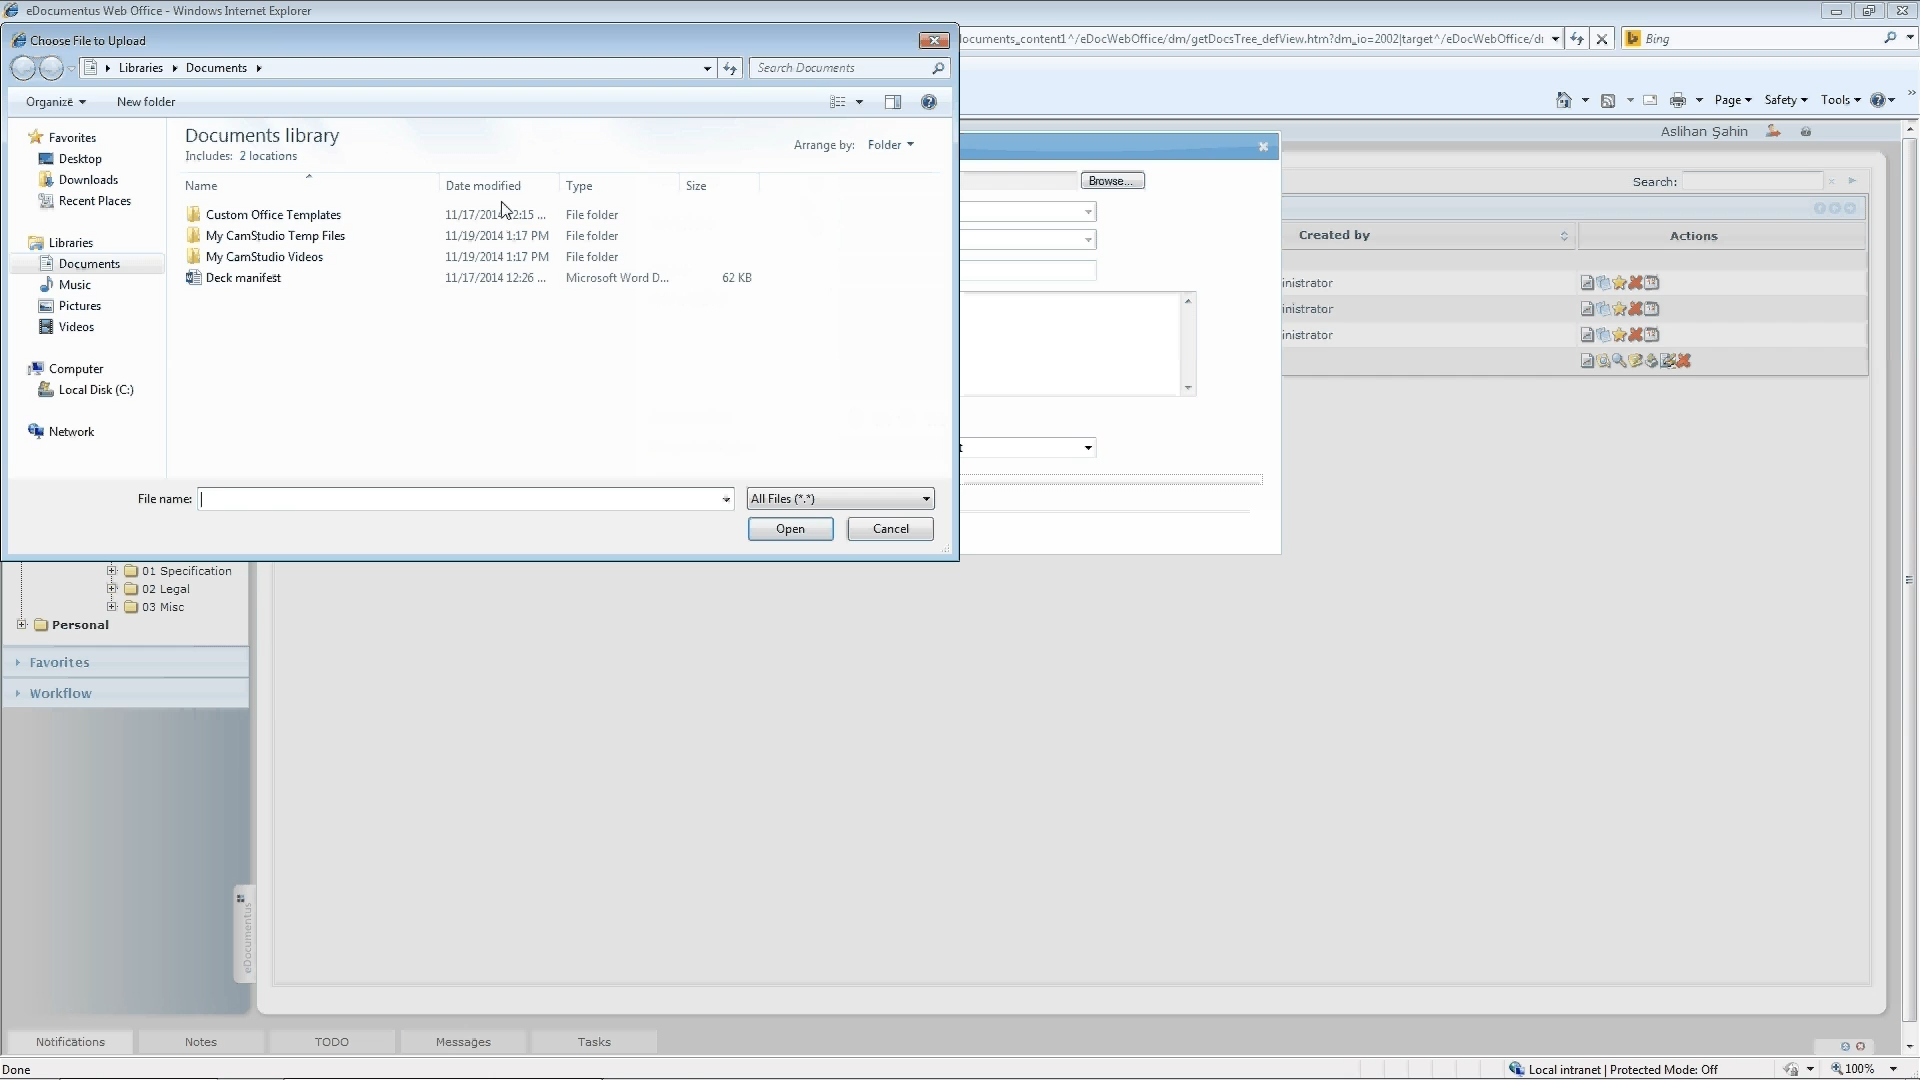 eDocumentus Web Office - Windows Internet Explorer
Choose File to Upload
ocuments_content1^/eDocWebOffice/dm/getDocsTree_defView.htm?dm_io=2002|target^/eDocWebOffice/d
Bing
Libraries
Documents
Search Documents
Organize
New folder
Page
Safety
Tools
Aslihan Şahin
Favorites
Desktop
Downloads
Recent Places
Libraries
Documents
Music
Pictures
Videos
Computer
Local Disk (C:)
Network
Documents library
Includes: 2 locations
Arrange by: Folder
Name Date modified Type Size
Custom Office Templates 11/17/2014 2:15 ... File folder
My CamStudio Temp Files 11/19/2014 1:17 PM File folder
My CamStudio Videos 11/19/2014 1:17 PM File folder
Deck manifest 11/17/2014 12:26 ... Microsoft Word D... 62 KB
File name:
All Files (*.*)
Open
Cancel
Browse...
Search:
Created by
Actions
inistrator
inistrator
inistrator
01 Specification
02 Legal
03 Misc
Personal
Favorites
Workflow
eDocumentus
Notifications
Notes
TODO
Messages
Tasks
Done
Local intranet | Protected Mode: Off
100%